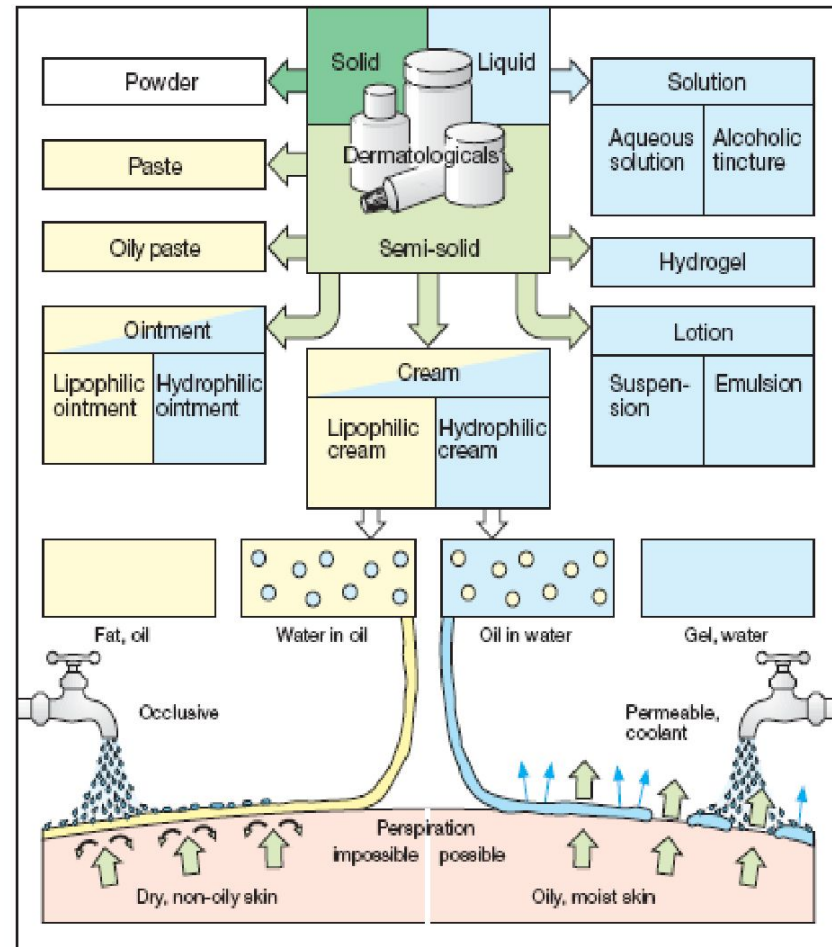 Solid
Liquid
Dermatologicals
Semi-solid
Powder
Paste
Oily paste
Ointment
Lipophilic
ointment
Hydrophilic
ointment
Cream
Lipophilic
cream
Hydrophilic
cream
Solution
Aqueous
solution
Alcoholic
tincture
Hydrogel
Lotion
Suspen-
sion
Emulsion
Fat, oil
Water in oil
Oil in water
Gel, water
Occlusive
Permeable,
coolant
Perspiration
impossible
possible
Dry, non-oily skin
Oily, moist skin